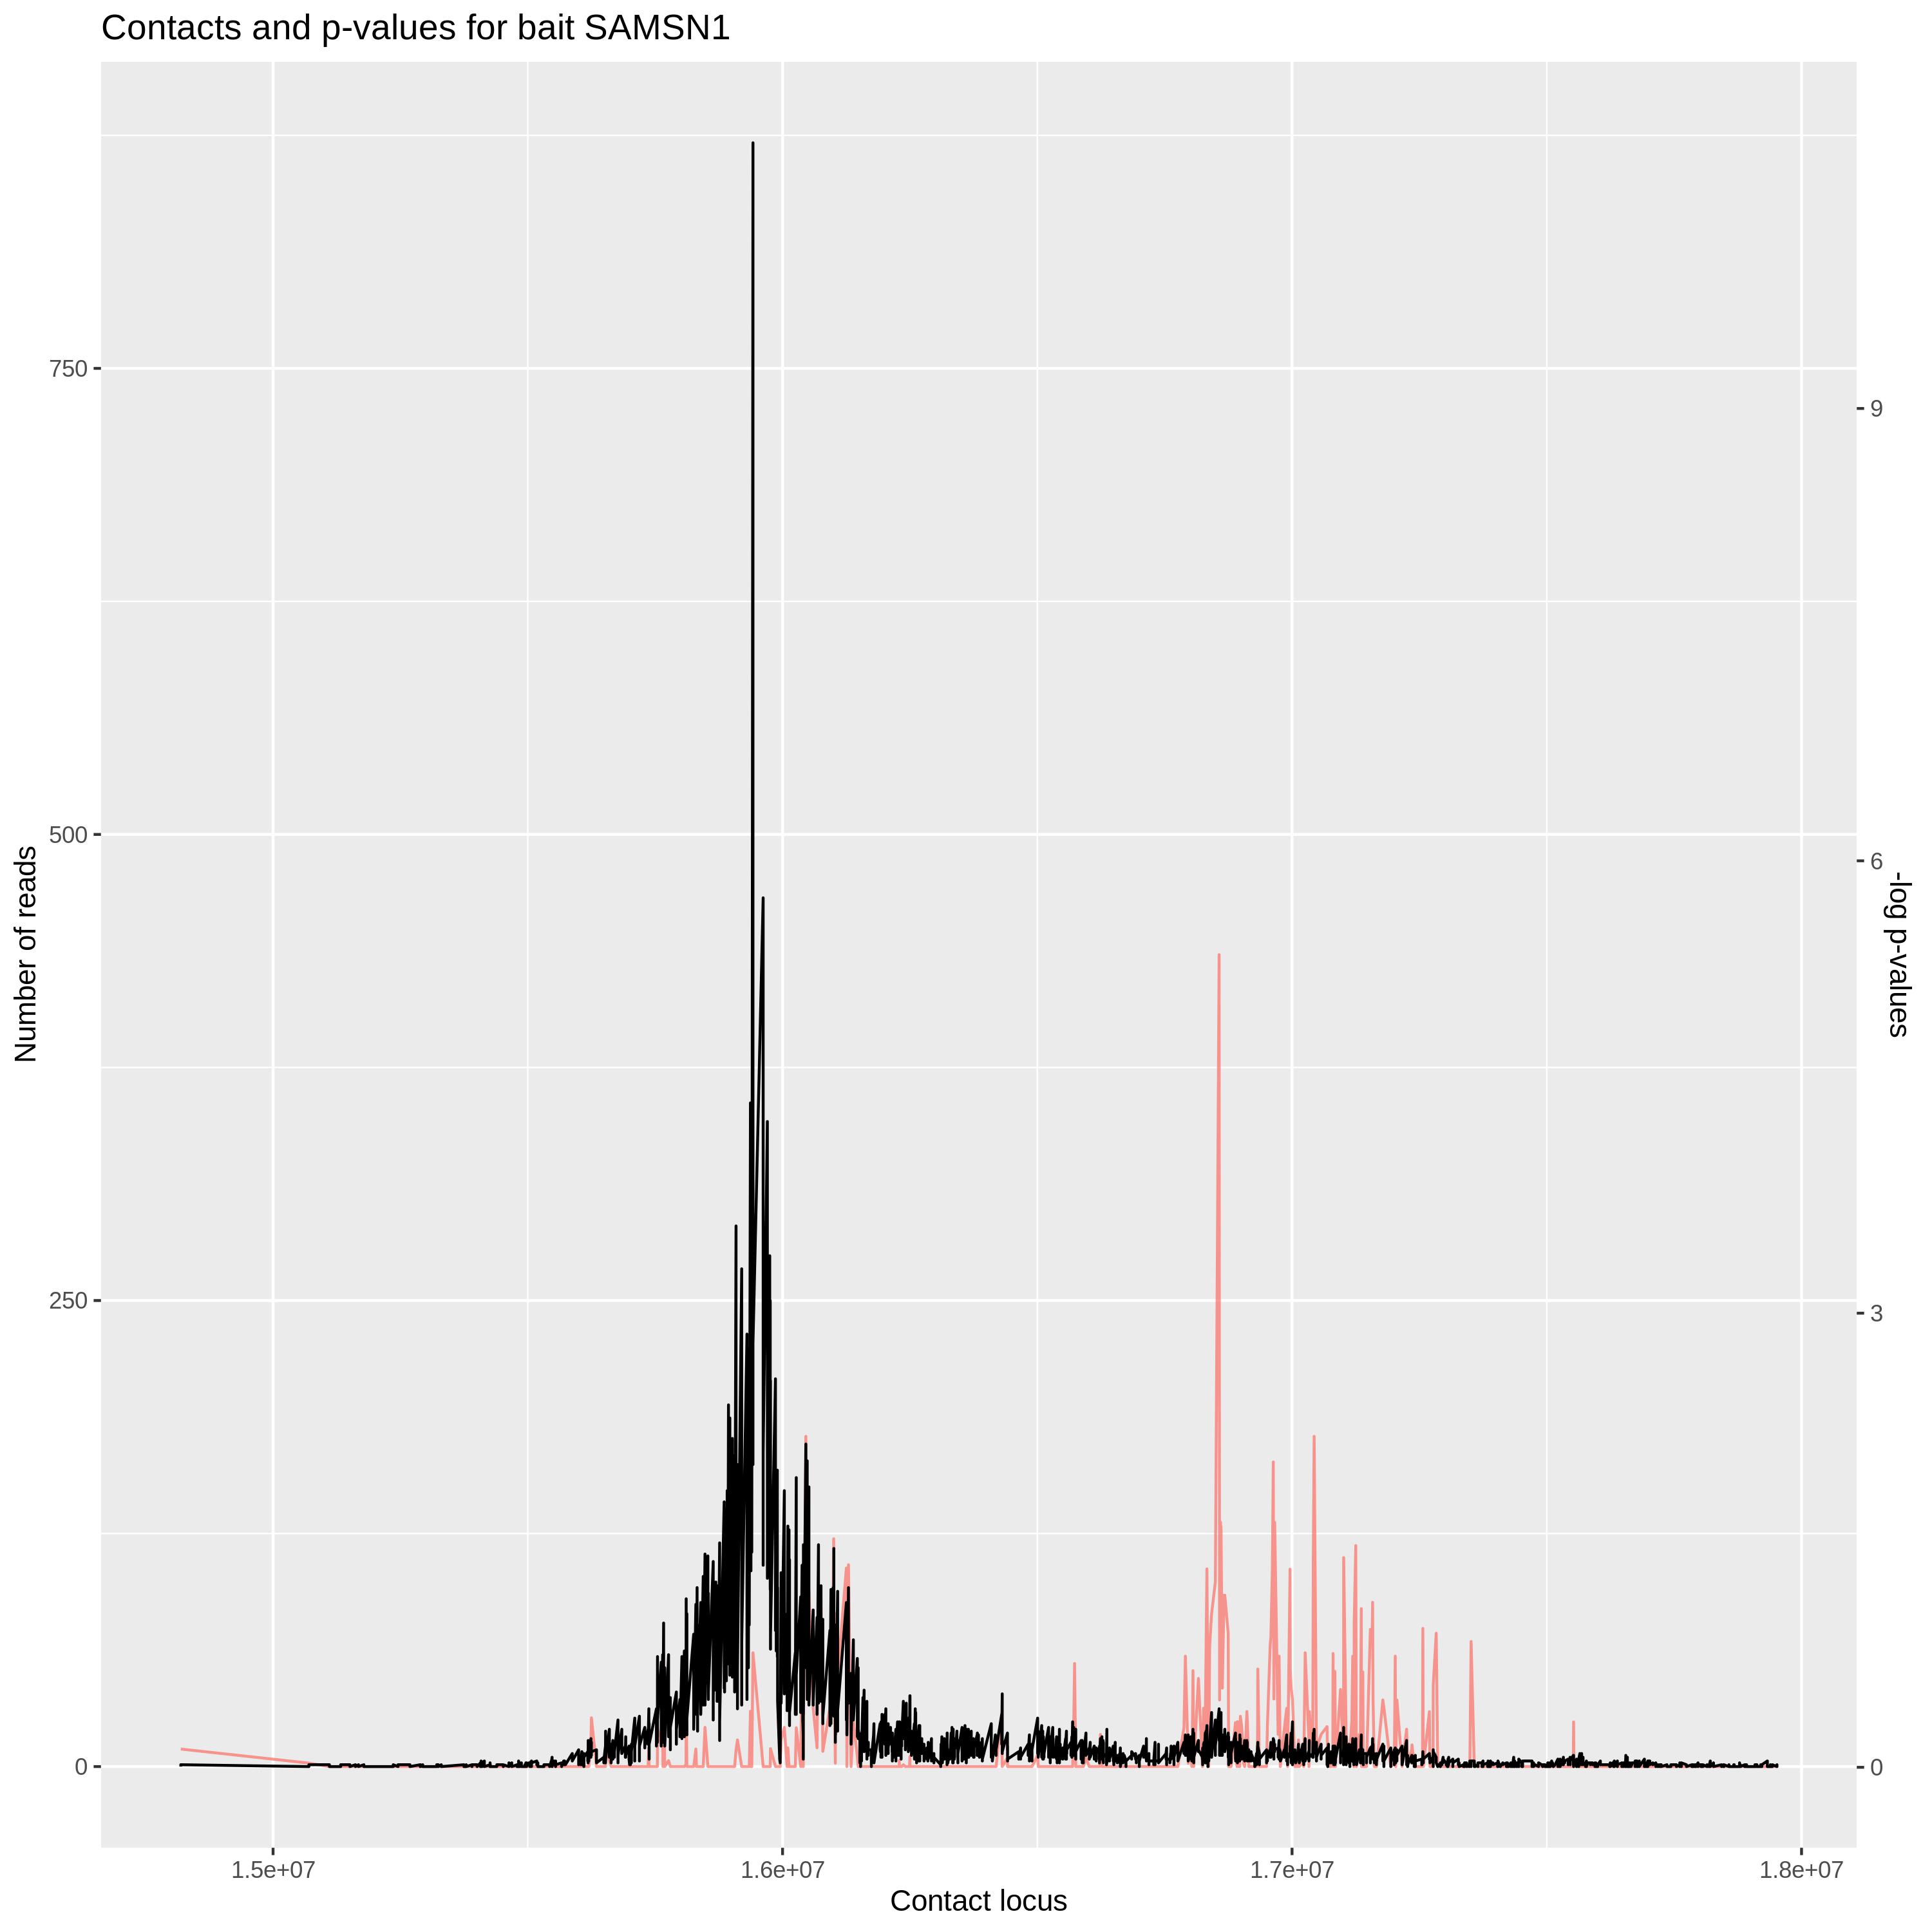 Contacts and p-values for bait SAMSN1
750
500
250
0
Number of reads
9
6
3
0
-log p-values
1.5e+07
1.6e+07
1.7e+07
1.8e+07
Contact locus